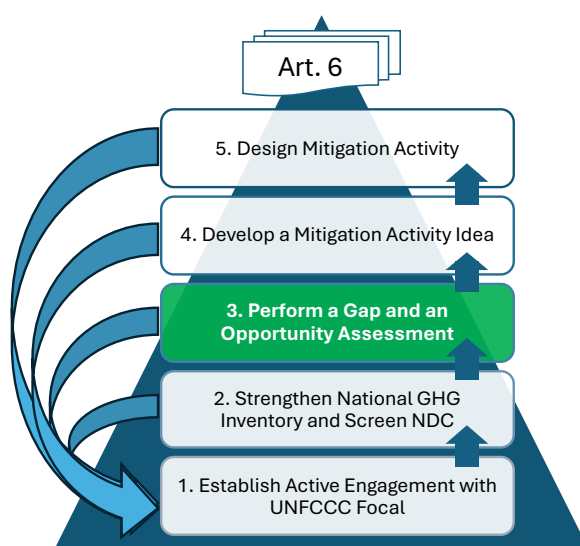 Art. 6
5. Design Mitigation Activity
4. Develop a Mitigation Activity Idea
3. Perform a Gap and an
Opportunity Assessment
2. Strengthen National GHG
Inventory and Screen NDC
1. Establish Active Engagement with
UNFCCC Focal